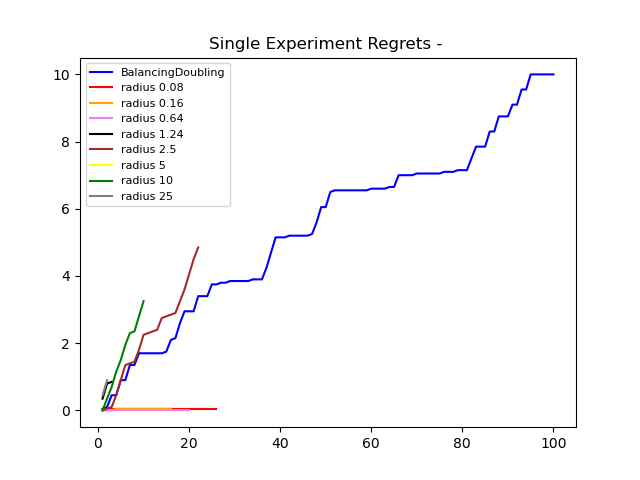 Single Experiment Regrets -
BalancingDoubling
radius 0.08
radius 0.16
radius 0.64
radius 1.24
radius 2.5
radius 5
radius 10
radius 25
10
8
6
4
2
0
0 20 40 60 80 100